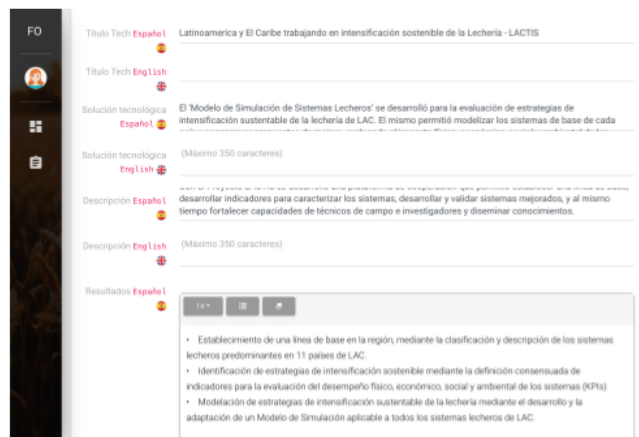 FO
Título Tech Español
Latinoamerica y El Caribe trabajando en intensificación sostenible de la Lechería - LACTIS
Título Tech English
Solución tecnológica
Español
El 'Modelo de Simulación de Sistemas Lecheros' se desarrolló para la evaluación de estrategias de
intensificación sustentable de la lechería de LAC. El mismo permitió modelizar los sistemas de base de cada
Solución tecnológica
English
(Máximo 350 caracteres)
Descripción Español
desarrollar indicadores para caracterizar los sistemas, desarrollar y validar sistemas mejorados, y al mismo
tiempo fortalecer capacidades de técnicos de campo e investigadores y diseminar conocimientos.
Descripción English
(Máximo 350 caracteres)
Resultados Español
14
• Establecimiento de una línea de base en la región, mediante la clasificación y descripción de los sistemas
lecheros predominantes en 11 países de LAC.
• Identificación de estrategias de intensificación sostenible mediante la definición consensuada de
indicadores para la evaluación del desempeño físico, económico, social y ambiental de los sistemas (KPIs)
• Modelación de estrategias de intensificación sustentable de la lechería mediante el desarrollo y la
adaptación de un Modelo de Simulación aplicable a todos los sistemas lecheros de LAC.